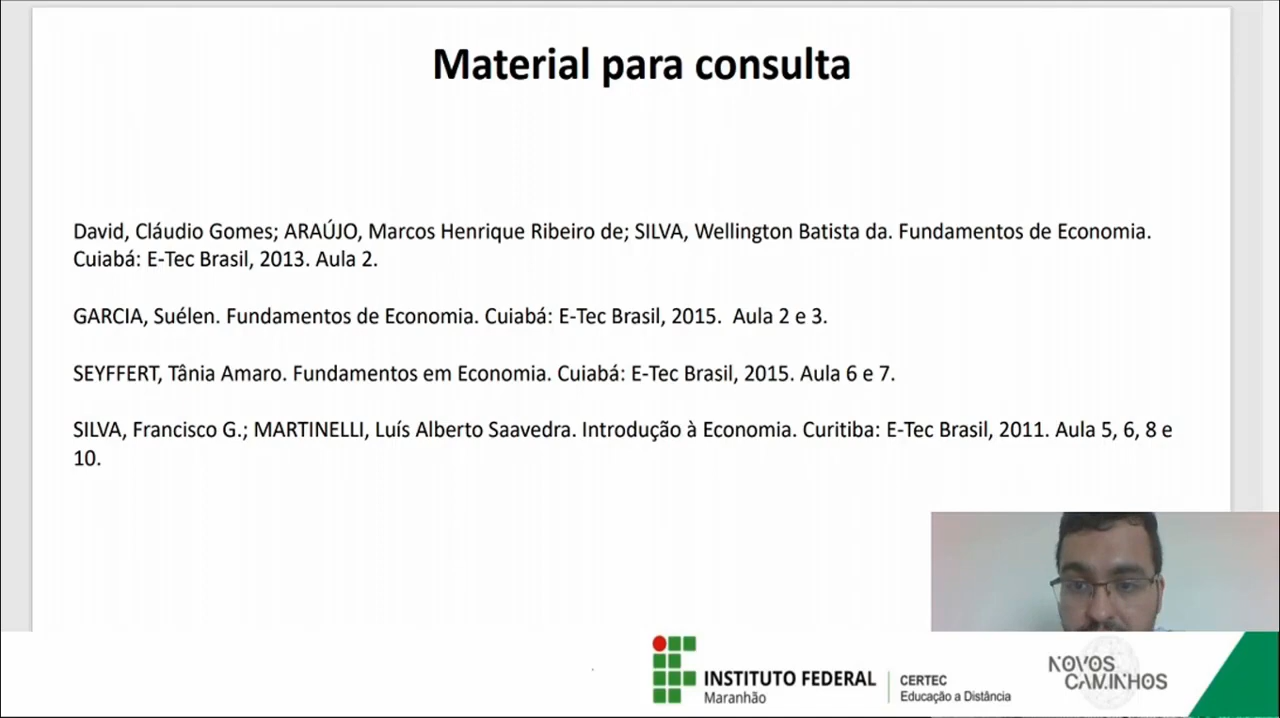 Material para consulta
David, Cláudio Gomes; ARAÚJO, Marcos Henrique Ribeiro de; SILVA, Wellington Batista da. Fundamentos de Economia.
Cuiabá: E-Tec Brasil, 2013. Aula 2.
GARCIA, Suélen. Fundamentos de Economia. Cuiabá: E-Tec Brasil, 2015. Aula 2 e 3.
SEYFFERT, Tânia Amaro. Fundamentos em Economia. Cuiabá: E-Tec Brasil, 2015. Aula 6 e 7.
SILVA, Francisco G.; MARTINELLI, Luís Alberto Saavedra. Introdução à Economia. Curitiba: E-Tec Brasil, 2011. Aula 5, 6, 8 e
10.
INSTITUTO FEDERAL
Maranhão
CERTEC
Educação a Distância
NOVOS
CAMINHOS